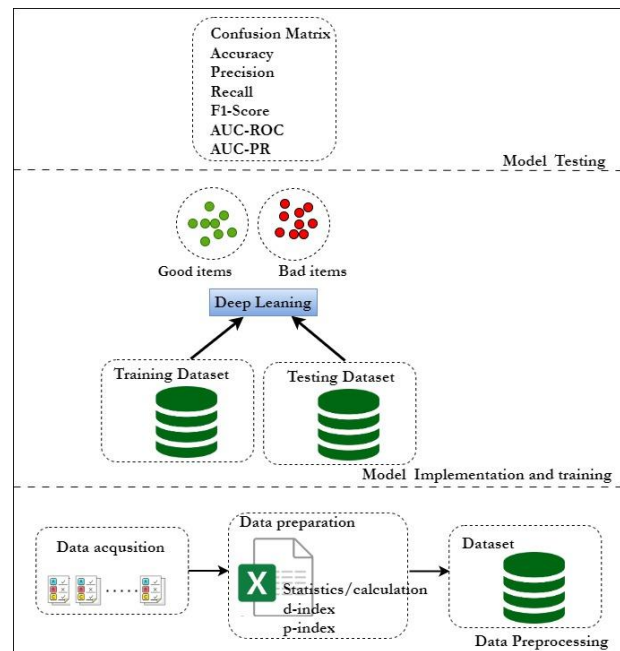 Confusion Matrix
Accuracy
Precision
Recall
F1-Score
AUC-ROC
AUC-PR
Model Testing
Good items
Bad items
Deep Leaning
Training Dataset
Testing Dataset
Model Implementation and training
Data acqusition
Data preparation
Statistics/calculation
d-index
p-index
Dataset
Data Preprocessing